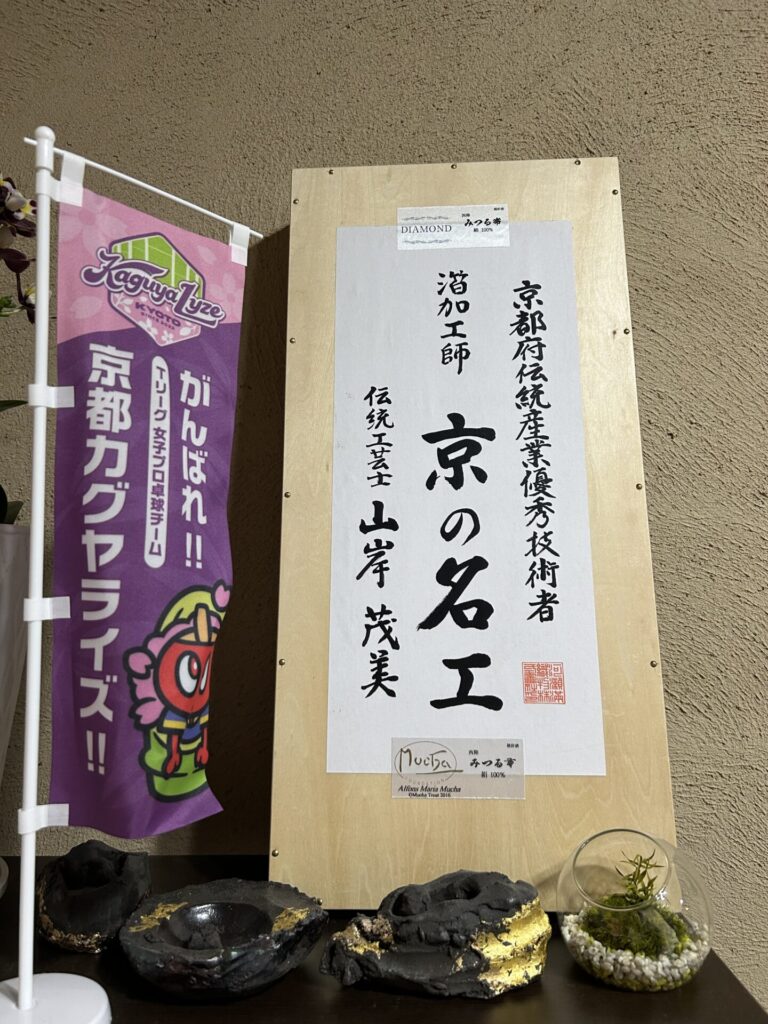 Kaguya Lyze
KYOTO
がんばれ!!
Tリーグ 女子プロ卓球チーム
京都カグヤライズ!!
DIAMOND
みつる帯
絹 100%
京都府伝統産業優秀技術者
加工師
京の名工
伝統工芸士 山岸 茂美
Mucha
FOUNDATION
みつる帯
絹 100%
Alfons Maria Mucha